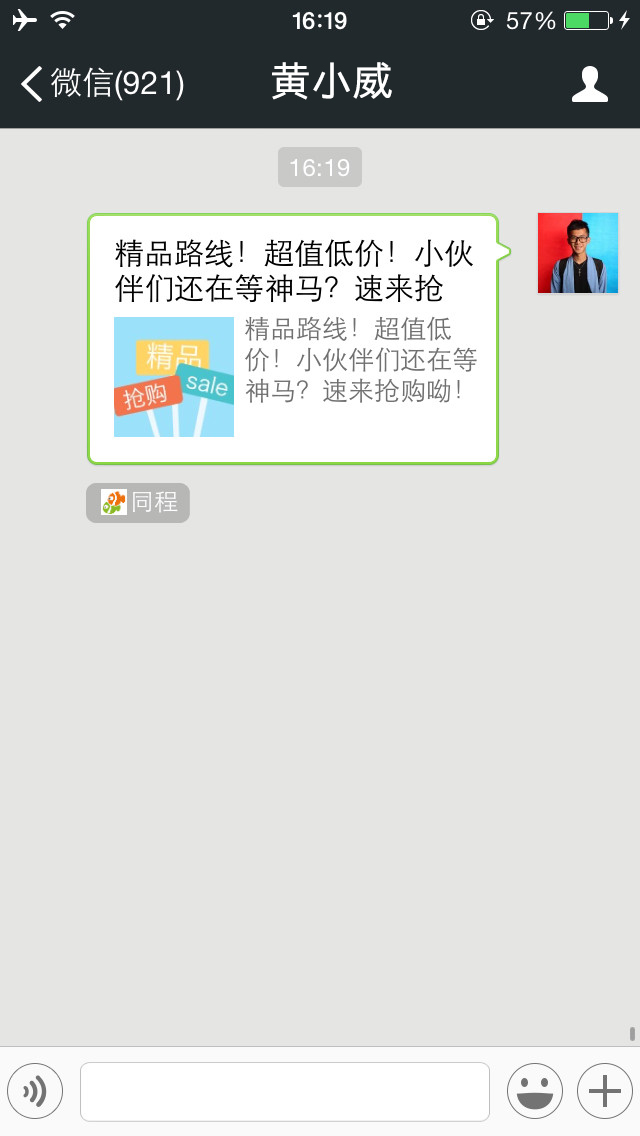 16:19
57%
微信(921)
黄小威
16:19
精品路线！超值低价！小伙
伴们还在等神马？速来抢
精品路线！超值低
价！小伙伴们还在等
神马？速来抢购呦！
精品
抢购
sale
同程